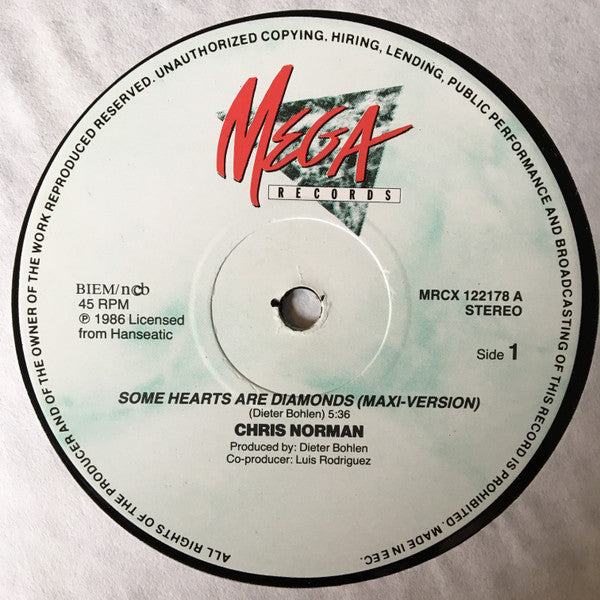 ALL RIGHTS OF THE PRODUCER AND OF THE OWNER OF THE WORK REPRODUCED RESERVED. UNAUTHORIZED COPYING, HIRING, LENDING, PUBLIC PERFORMANCE AND BROADCASTING OF THIS RECORD IS PROHIBITED. MADE IN EEC.
MEGA
RECORDS
BIEM/ncb
45 RPM
℗ 1986 Licensed
from Hanseatic
MRCX 122178 A
STEREO
Side 1
SOME HEARTS ARE DIAMONDS (MAXI-VERSION)
(Dieter Bohlen) 5:36
CHRIS NORMAN
Produced by: Dieter Bohlen
Co-producer: Luis Rodriguez